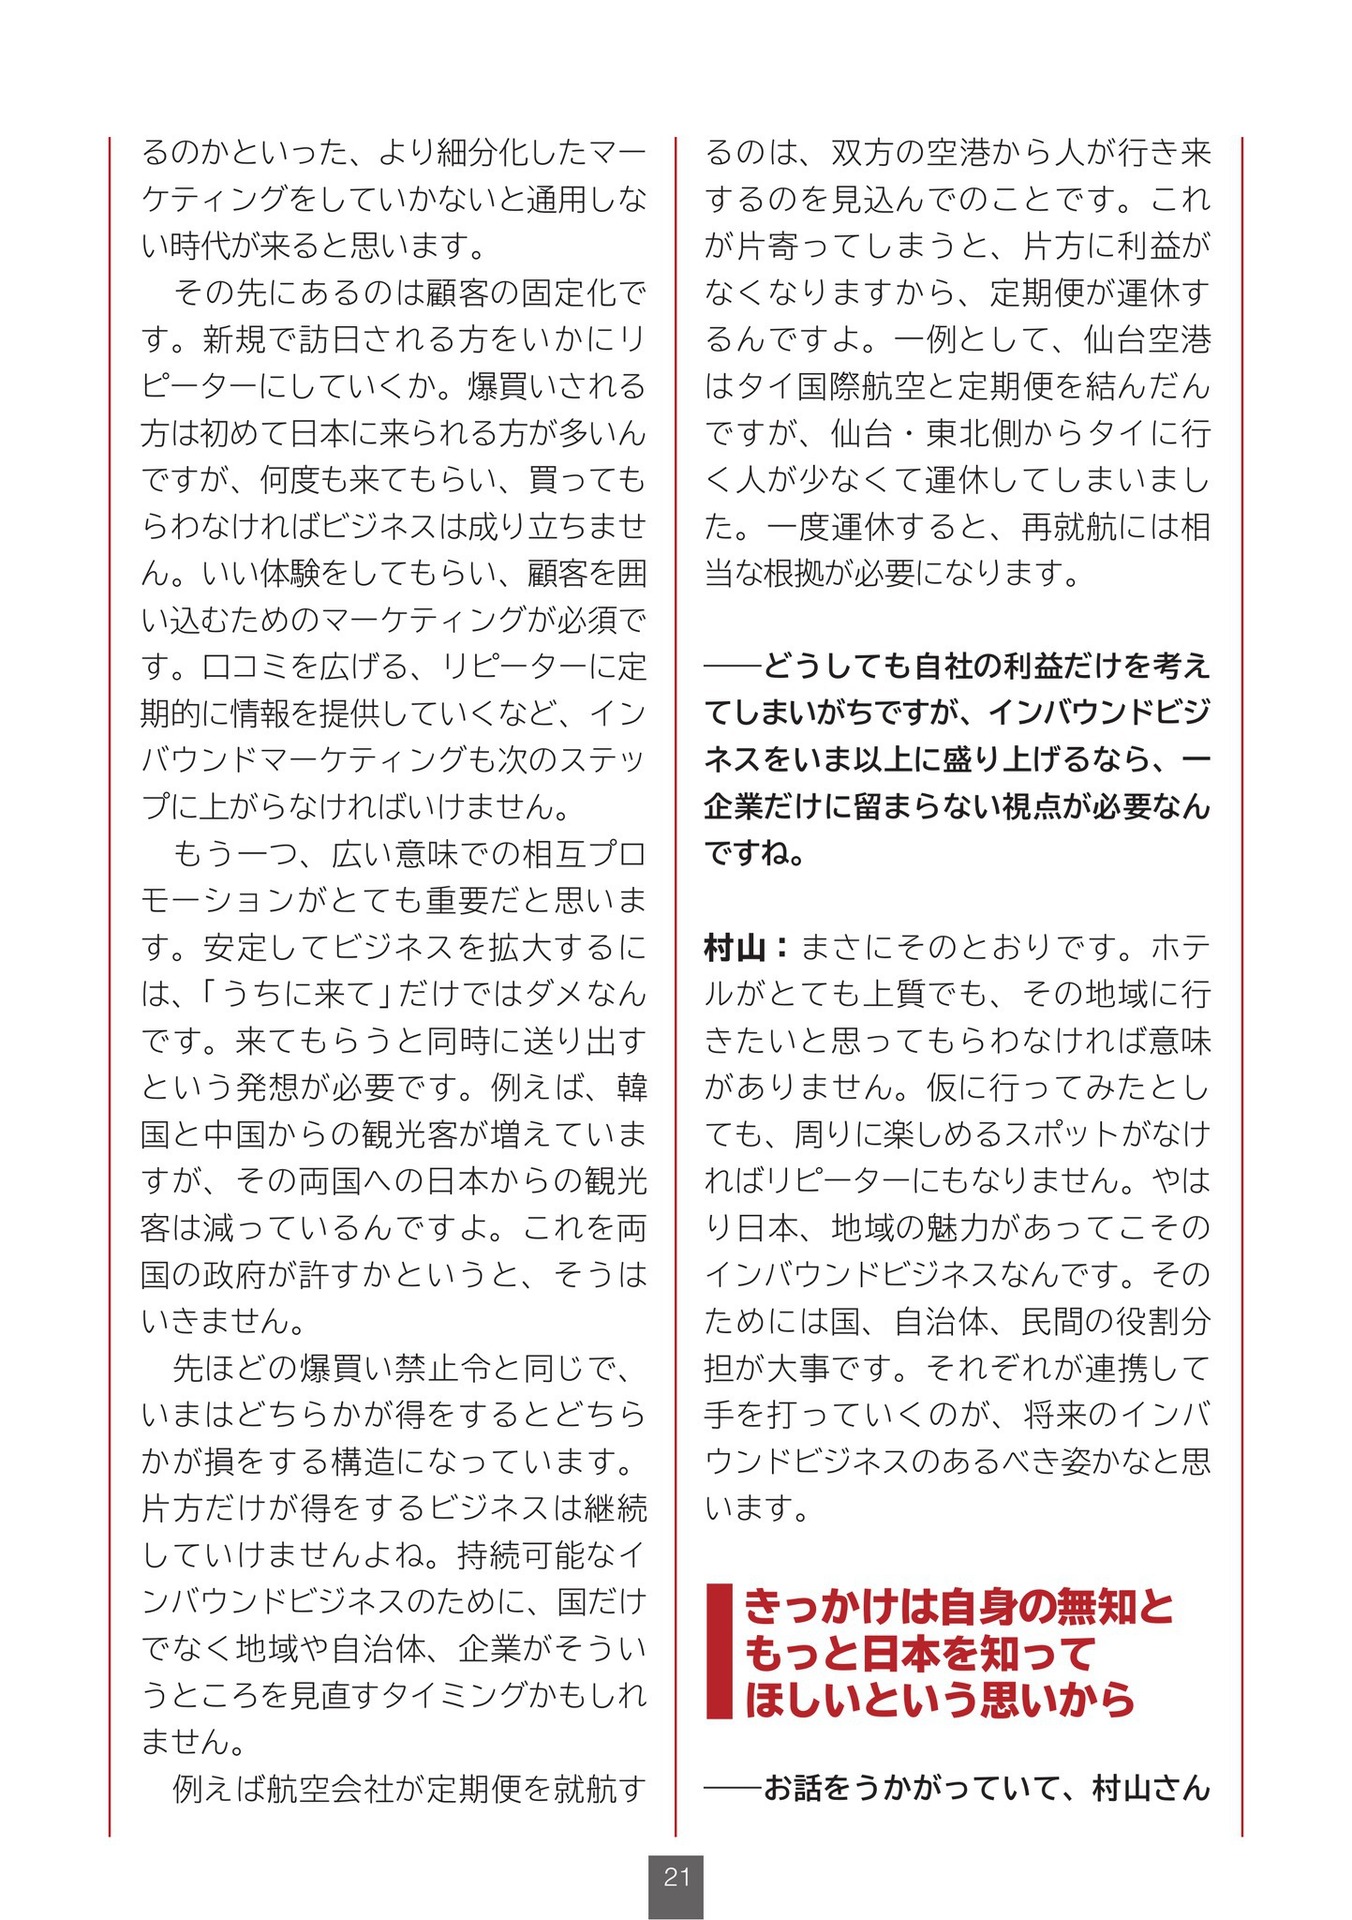 るのかといった、より細分化したマー
ケティングをしていかないと通用しな
い時代が来ると思います。
　その先にあるのは顧客の固定化で
す。新規で訪日される方をいかにリ
ピーターにしていくか。爆買いされる
方は初めて日本に来られる方が多いん
ですが、何度も来てもらい、買っても
らわなければビジネスは成り立ちませ
ん。いい体験をしてもらい、顧客を囲
い込むためのマーケティングが必須で
す。口コミを広げる、リピーターに定
期的に情報を提供していくなど、イン
バウンドマーケティングも次のステッ
プに上がらなければいけません。
　もう一つ、広い意味での相互プロ
モーションがとても重要だと思いま
す。安定してビジネスを拡大するに
は、「うちに来て」だけではダメなん
です。来てもらうと同時に送り出す
という発想が必要です。例えば、韓
国と中国からの観光客が増えていま
すが、その両国への日本からの観光
客は減っているんですよ。これを両
国の政府が許すかというと、そうは
いきません。
　先ほどの爆買い禁止令と同じで、
いまはどちらかが得をするとどちら
かが損をする構造になっています。
片方だけが得をするビジネスは継続
していけませんよね。持続可能なイ
ンバウンドビジネスのために、国だけ
でなく地域や自治体、企業がそうい
うところを見直すタイミングかもしれ
ません。
　例えば航空会社が定期便を就航す
るのは、双方の空港から人が行き来
するのを見込んでのことです。これ
が片寄ってしまうと、片方に利益が
なくなりますから、定期便が運休す
るんですよ。一例として、仙台空港
はタイ国際航空と定期便を結んだん
ですが、仙台・東北側からタイに行
く人が少なくて運休してしまいまし
た。一度運休すると、再就航には相
当な根拠が必要になります。
――どうしても自社の利益だけを考え
てしまいがちですが、インバウンドビジ
ネスをいま以上に盛り上げるなら、一
企業だけに留まらない視点が必要なん
ですね。
村山：まさにそのとおりです。ホテ
ルがとても上質でも、その地域に行
きたいと思ってもらわなければ意味
がありません。仮に行ってみたとし
ても、周りに楽しめるスポットがなけ
ればリピーターにもなりません。やは
り日本、地域の魅力があってこその
インバウンドビジネスなんです。その
ためには国、自治体、民間の役割分
担が大事です。それぞれが連携して
手を打っていくのが、将来のインバ
ウンドビジネスのあるべき姿かなと思
います。
きっかけは自身の無知と
もっと日本を知って
ほしいという思いから
――お話をうかがっていて、村山さん
21